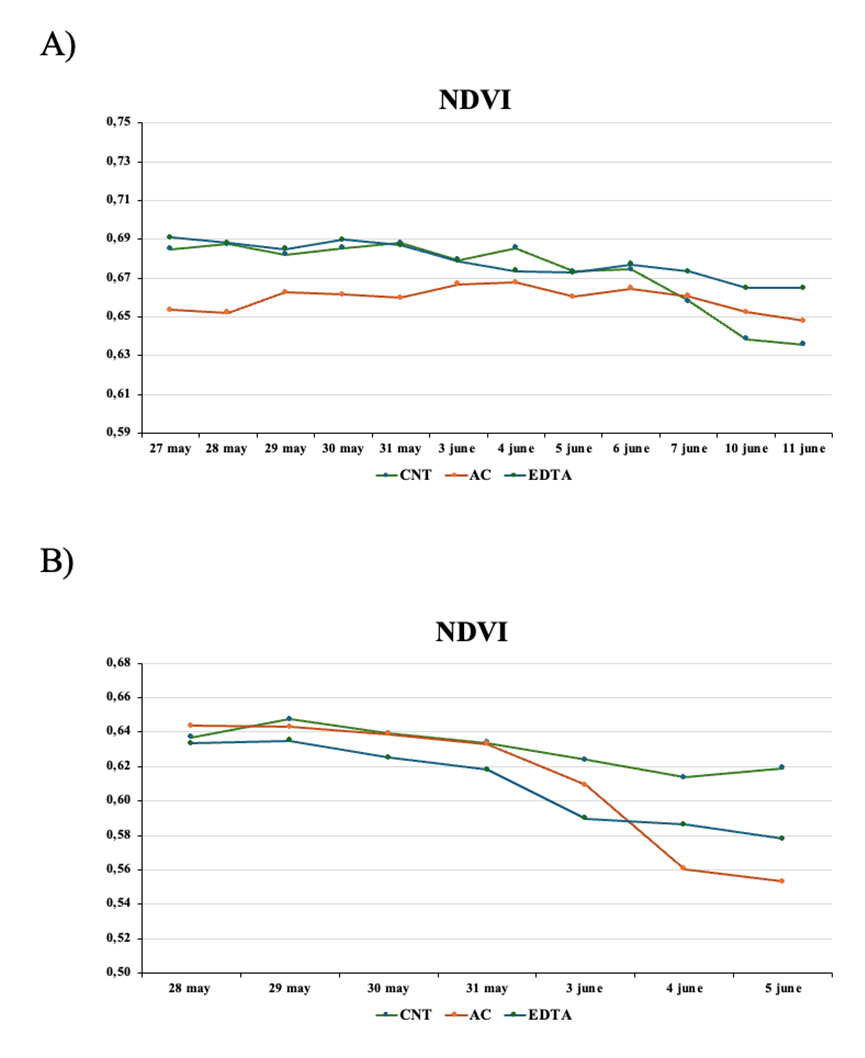 A)
NDVI
0,75
0,73
0,71
0,69
0,67
0,65
0,63
0,61
0,59
27 may 28 may 29 may 30 may 31 may 3 june 4 june 5 june 6 june 7 june 10 june 11 june
CNT AC EDTA
B)
NDVI
0,68
0,66
0,64
0,62
0,60
0,58
0,56
0,54
0,52
0,50
28 may 29 may 30 may 31 may 3 june 4 june 5 june
CNT AC EDTA